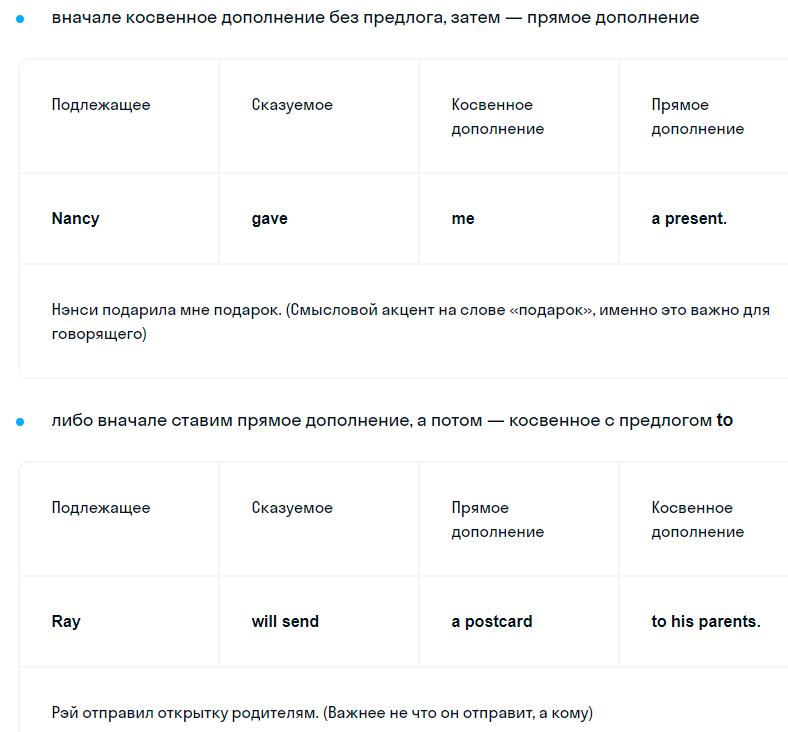 вначале косвенное дополнение без предлога, затем — прямое дополнение
Подлежащее
Сказуемое
Косвенное
дополнение
Прямое
дополнение
Nancy
gave
me
a present.
Нэнси подарила мне подарок. (Смысловой акцент на слове «подарок», именно это важно для
говорящего)
либо вначале ставим прямое дополнение, а потом — косвенное с предлогом to
Подлежащее
Сказуемое
Прямое
дополнение
Косвенное
дополнение
Ray
will send
a postcard
to his parents.
Рэй отправил открытку родителям. (Важнее не что он отправит, а кому)